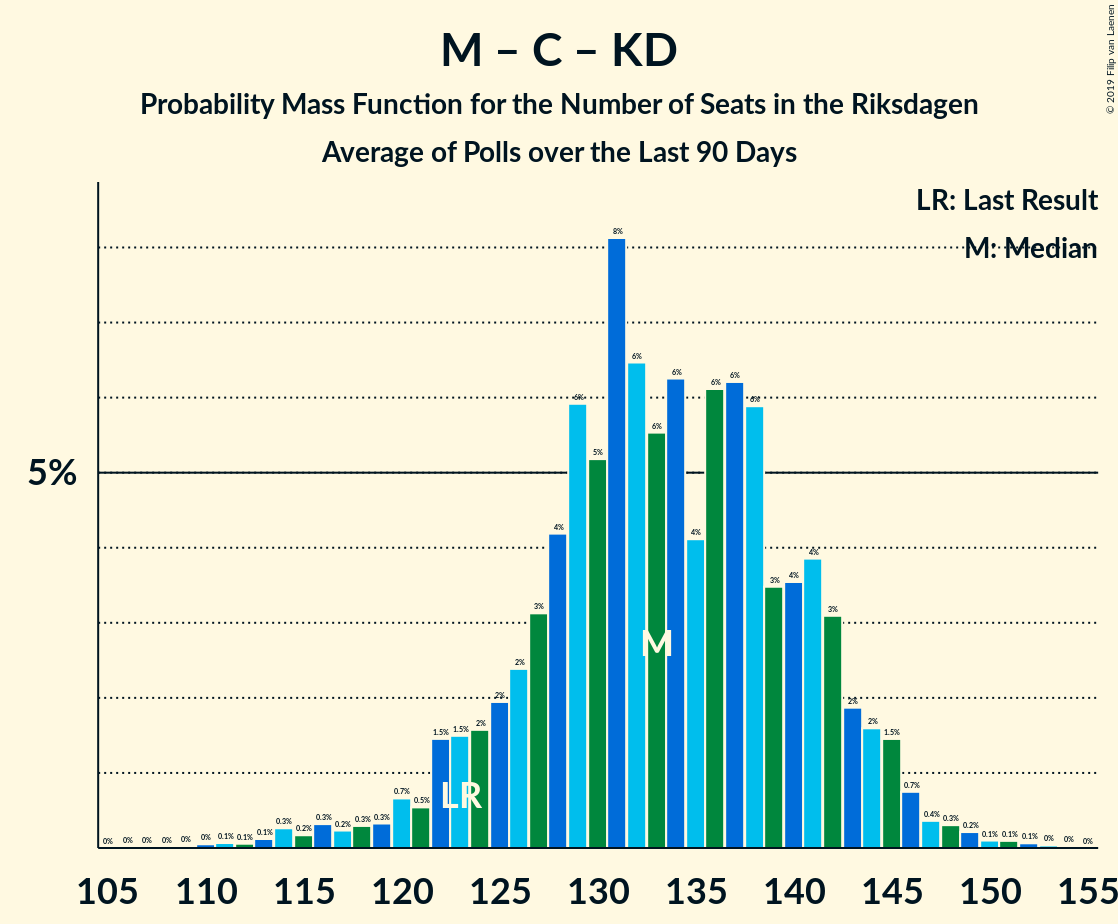 M – C – KD
Probability Mass Function for the Number of Seats in the Riksdagen
Average of Polls over the Last 90 Days
© 2019 Filip van Laenen
LR: Last Result
M: Median
5%
0% 0% 0% 0% 0% 0% 0.1% 0.1% 0.1% 0.3% 0.2% 0.3% 0.2% 0.3% 0.3% 0.7% 0.5% 1.5% 1.5% 2% 2% 2% 3% 4% 6% 5% 8% 6% 6% 6% 4% 6% 6% 6% 3% 4% 4% 3% 2% 2% 1.5% 0.7% 0.4% 0.3% 0.2% 0.1% 0.1% 0.1% 0% 0% 0%
M
LR
105 110 115 120 125 130 135 140 145 150 155